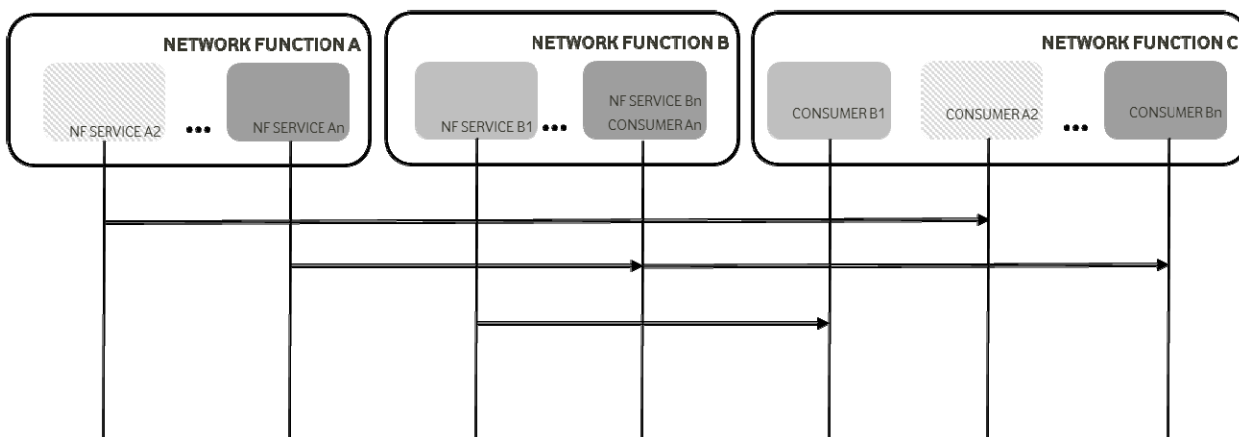 NETWORK FUNCTION A
NF SERVICE A2
•••
NF SERVICE An
NETWORK FUNCTION B
NF SERVICE B1
•••
NF SERVICE Bn
CONSUMER An
NETWORK FUNCTION C
CONSUMER B1
CONSUMER A2
•••
CONSUMER Bn